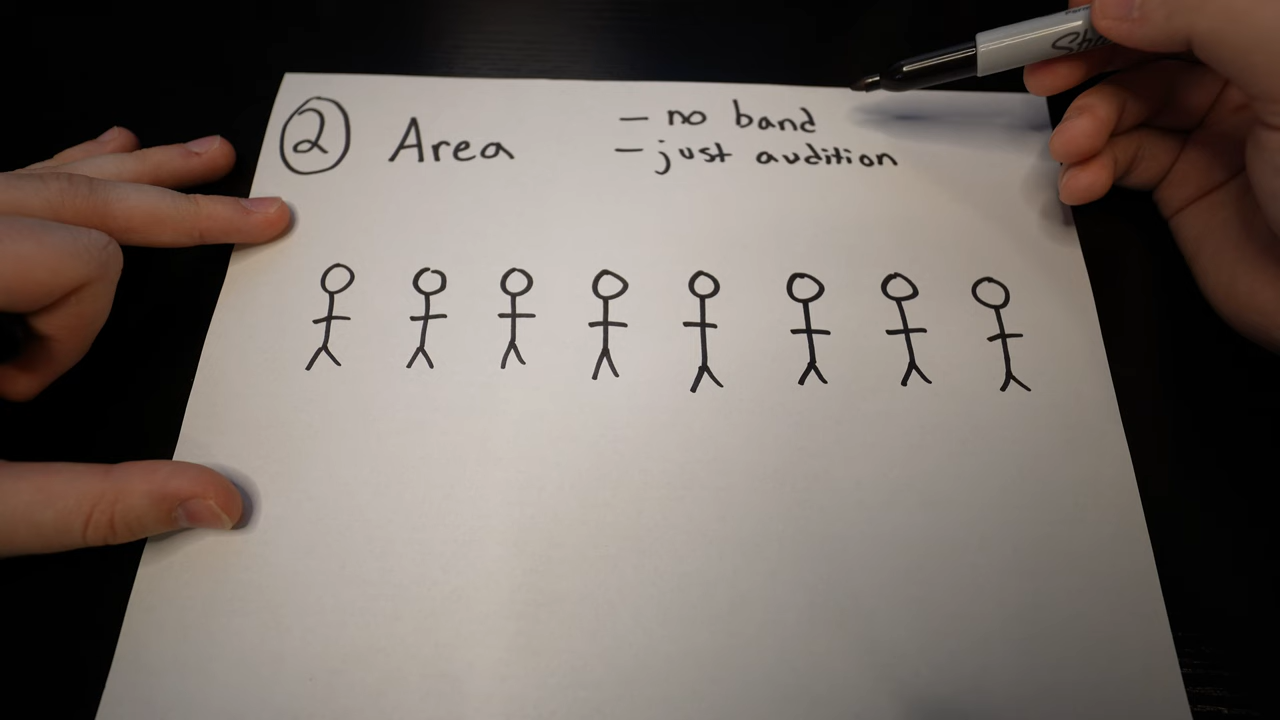 ② Area
– no band
– just audition